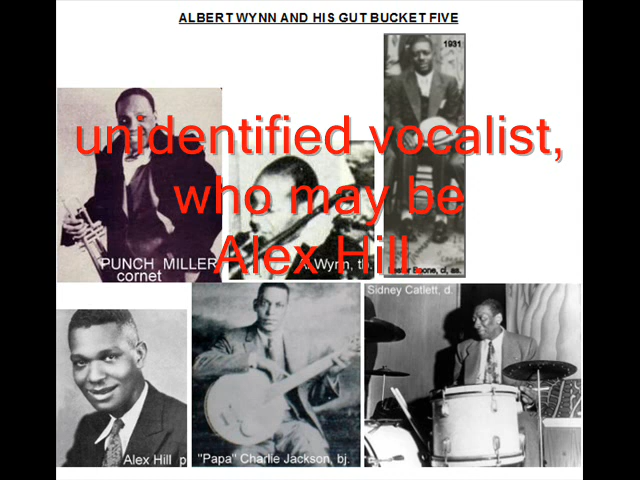 ALBERT WYNN AND HIS GUT BUCKET FIVE
1931
unidentified vocalist,
who may be
Alex Hill
PUNCH MILLER
cornet
Wynn, tb.
Lester Boone, cl, as.
Sidney Catlett, d.
Alex Hill p
"Papa" Charlie Jackson, bj.